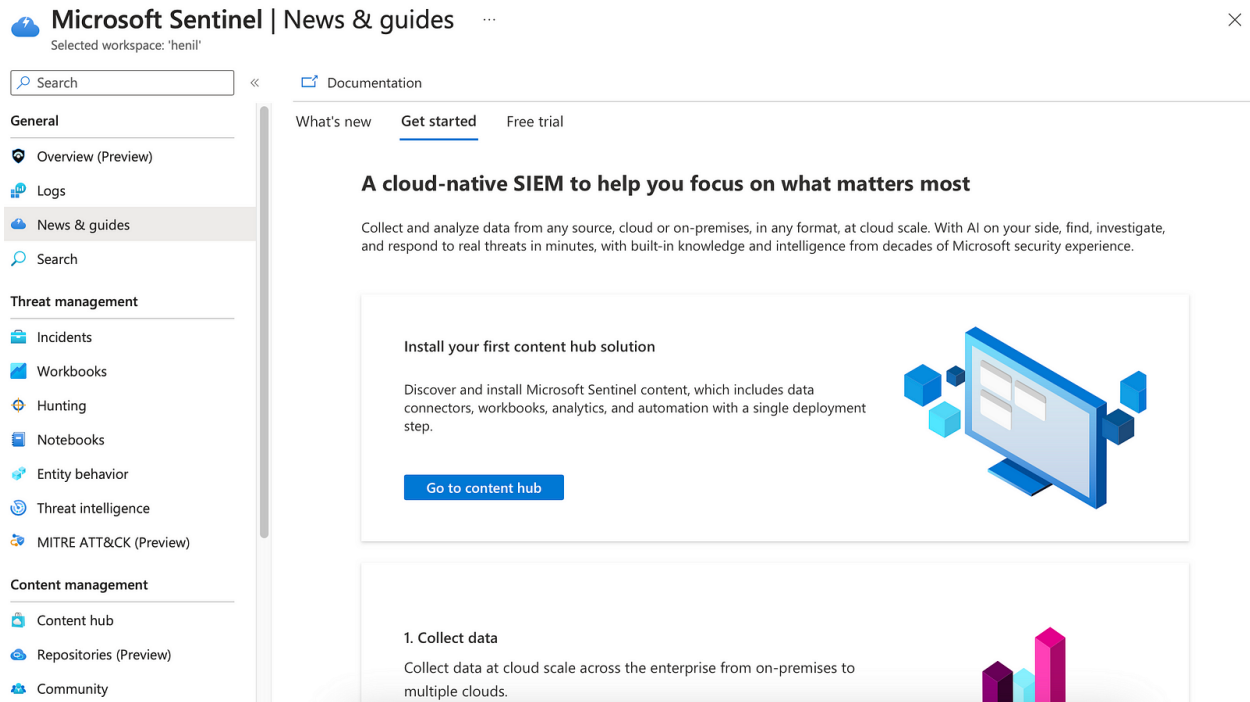 Microsoft Sentinel | News & guides ...
Selected workspace: 'henil'
Search
«
General
Overview (Preview)
Logs
News & guides
Search
Threat management
Incidents
Workbooks
Hunting
Notebooks
Entity behavior
Threat intelligence
MITRE ATT&CK (Preview)
Content management
Content hub
Repositories (Preview)
Community
Documentation
What's new Get started Free trial
A cloud-native SIEM to help you focus on what matters most
Collect and analyze data from any source, cloud or on-premises, in any format, at cloud scale. With AI on your side, find, investigate,
and respond to real threats in minutes, with built-in knowledge and intelligence from decades of Microsoft security experience.
Install your first content hub solution
Discover and install Microsoft Sentinel content, which includes data
connectors, workbooks, analytics, and automation with a single deployment
step.
Go to content hub
1. Collect data
Collect data at cloud scale across the enterprise from on-premises to
multiple clouds.